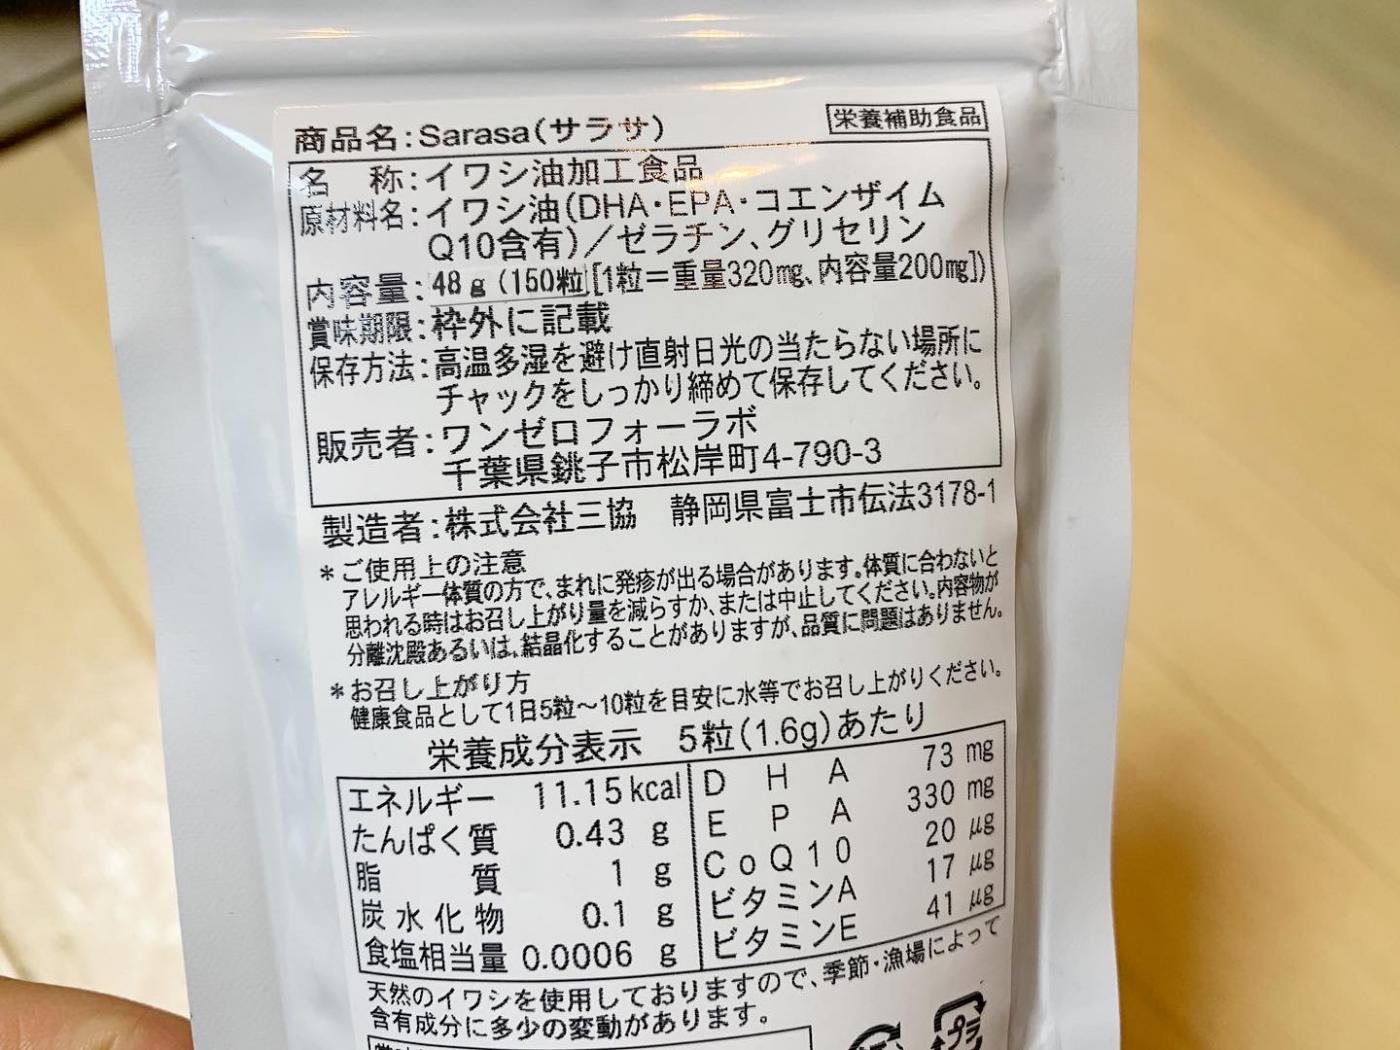 商品名:Sarasa(サラサ)
栄養補助食品
名 称:イワシ油加工食品
原材料名:イワシ油(DHA・EPA・コエンザイム
Q10含有)/ゼラチン、グリセリン
内容量:48g(150粒[1粒=重量320mg、内容量200mg])
賞味期限:枠外に記載
保存方法:高温多湿を避け直射日光の当たらない場所に
チャックをしっかり締めて保存してください。
販売者:ワンゼロフォーラボ
千葉県銚子市松岸町4-790-3
製造者:株式会社三協 静岡県富士市伝法3178-1
*ご使用上の注意
アレルギー体質の方で、まれに発疹が出る場合があります。体質に合わないと
思われる時はお召し上がり量を減らすか、または中止してください。内容物が
分離沈殿あるいは、結晶化することがありますが、品質に問題はありません。
*お召し上がり方
健康食品として1日5粒~10粒を目安に水等でお召し上がりください。
栄養成分表示 5粒(1.6g)あたり
エネルギー 11.15kcal
たんぱく質 0.43 g
脂質 1 g
炭水化物 0.1 g
食塩相当量 0.0006 g
DHA 73 mg
EPA 330 mg
CoQ10 20 μg
ビタミンA 17 μg
ビタミンE 41 μg
天然のイワシを使用しておりますので、季節・漁場によって
含有成分に多少の変動があります。
プラ